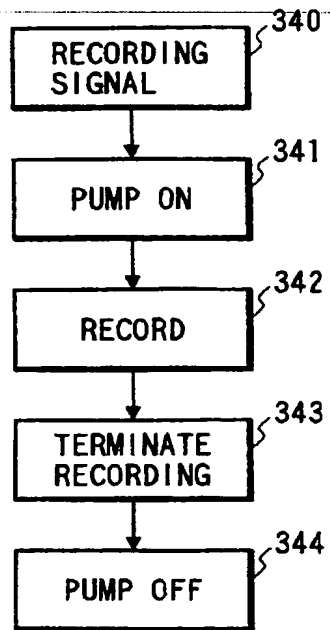 340
RECORDING
SIGNAL
341
PUMP ON
342
RECORD
343
TERMINATE
RECORDING
344
PUMP OFF